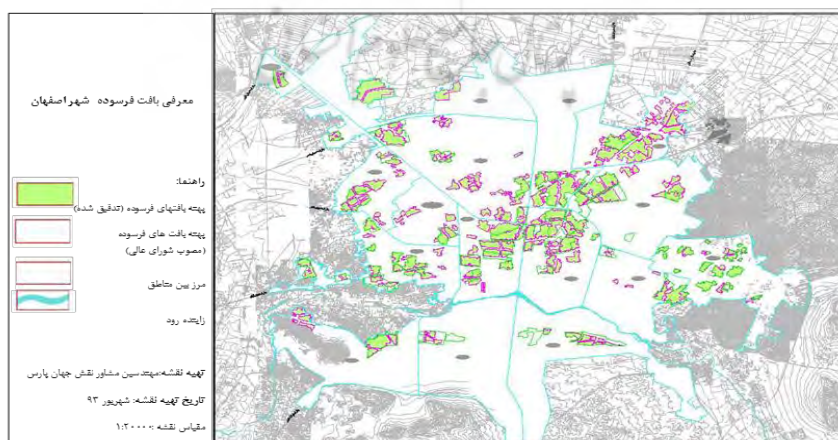 معرفی بافت فرسوده شهر اصفهان
راهنما:
پهنه بافتهای فرسوده (تدقیق شده)
پهنه بافت های فرسوده
(مصوب شورای عالی)
مرز بین مناطق
زاینده رود
تهیه نقشه:مهندسین مشاور نقش جهان پارس
تاریخ تهیه نقشه: شهریور ۹۳
مقیاس نقشه :۱:۲۰۰۰۰